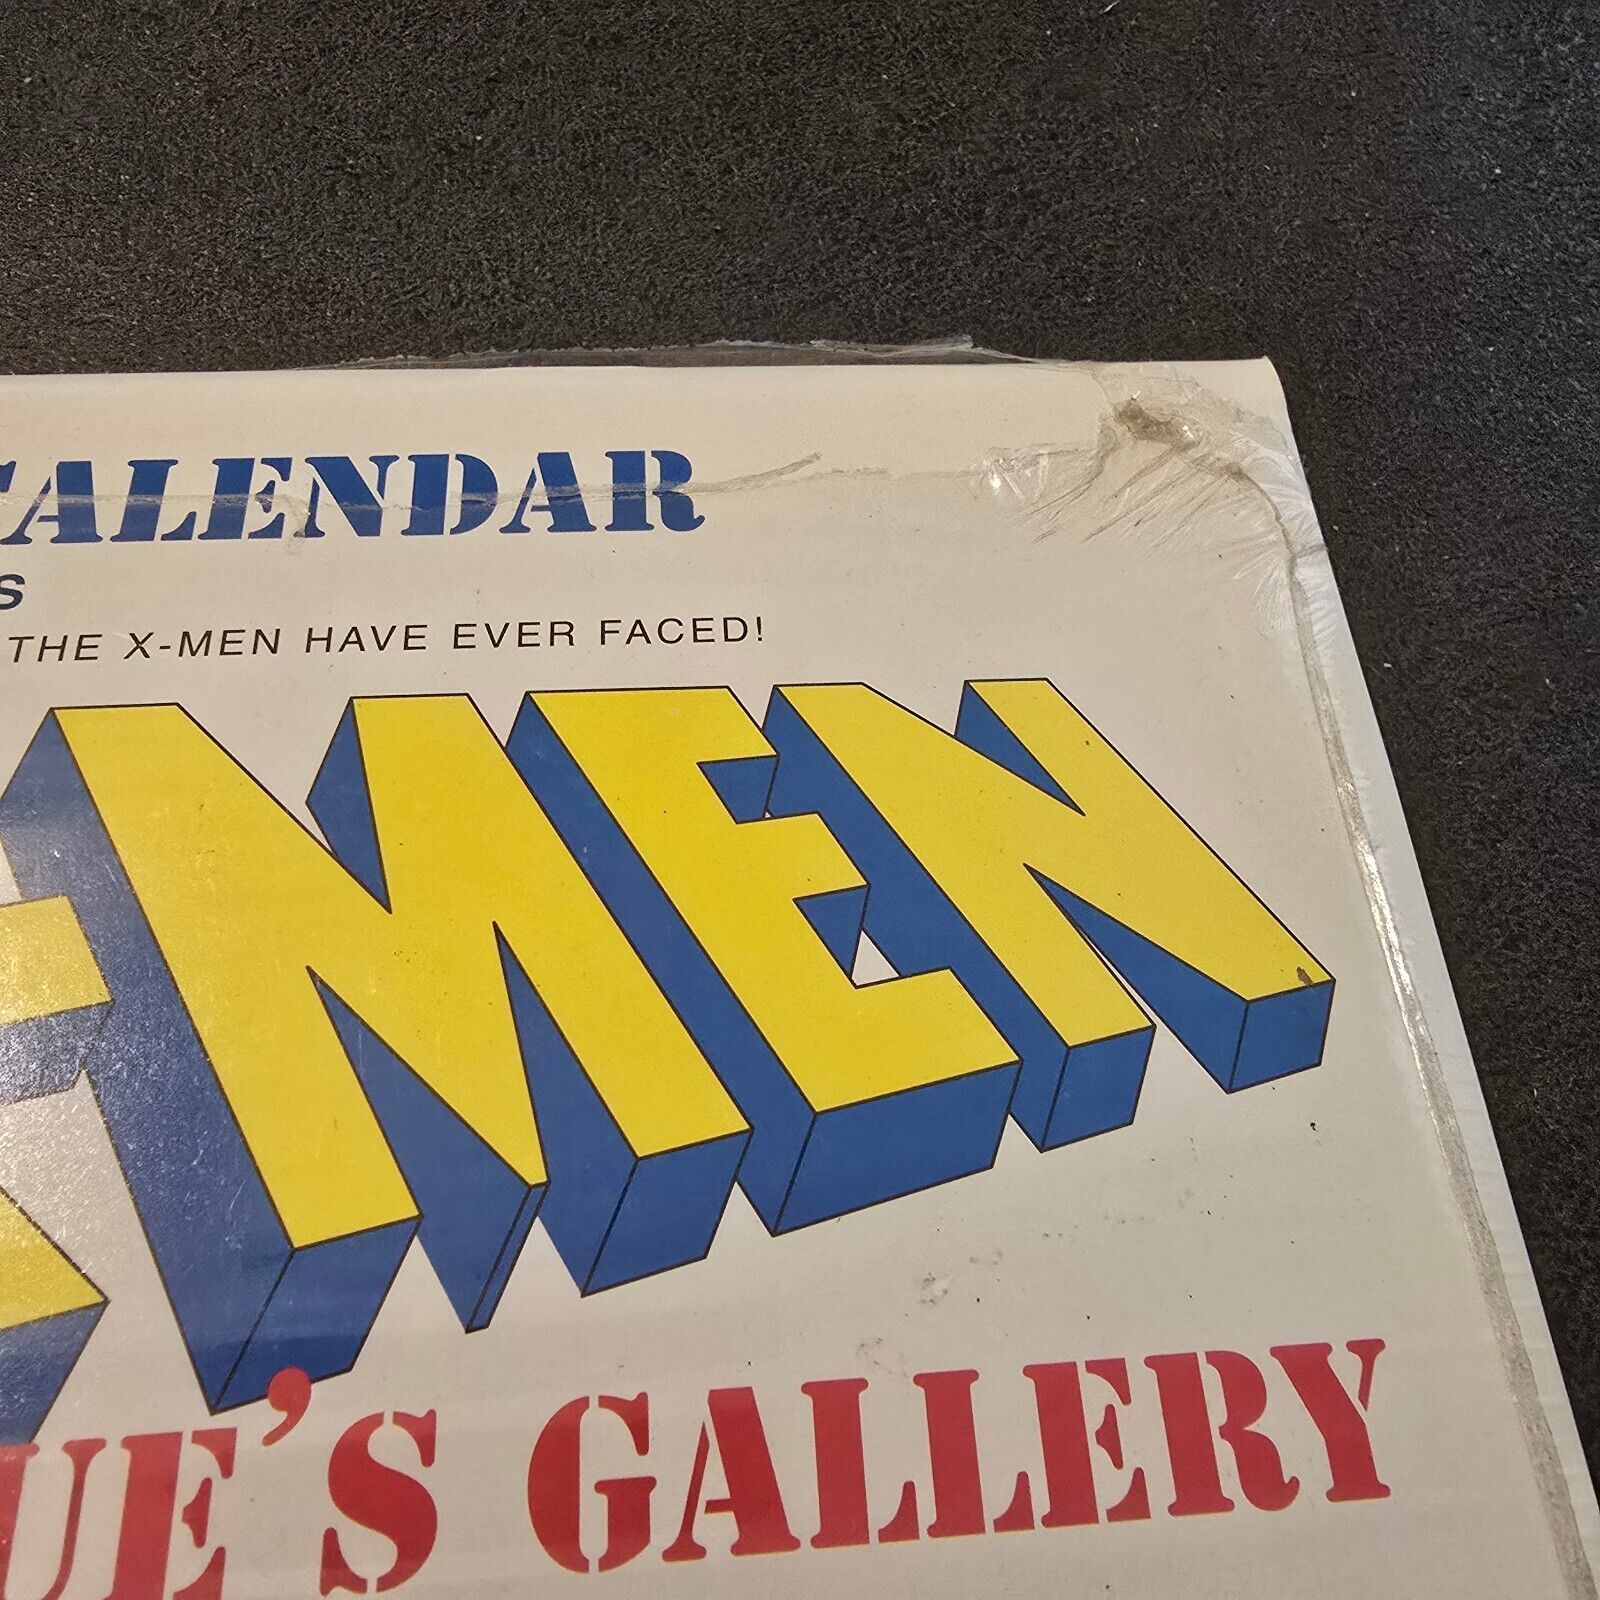 CALENDAR
S
THE X-MEN HAVE EVER FACED!
X-MEN
UE'S GALLERY